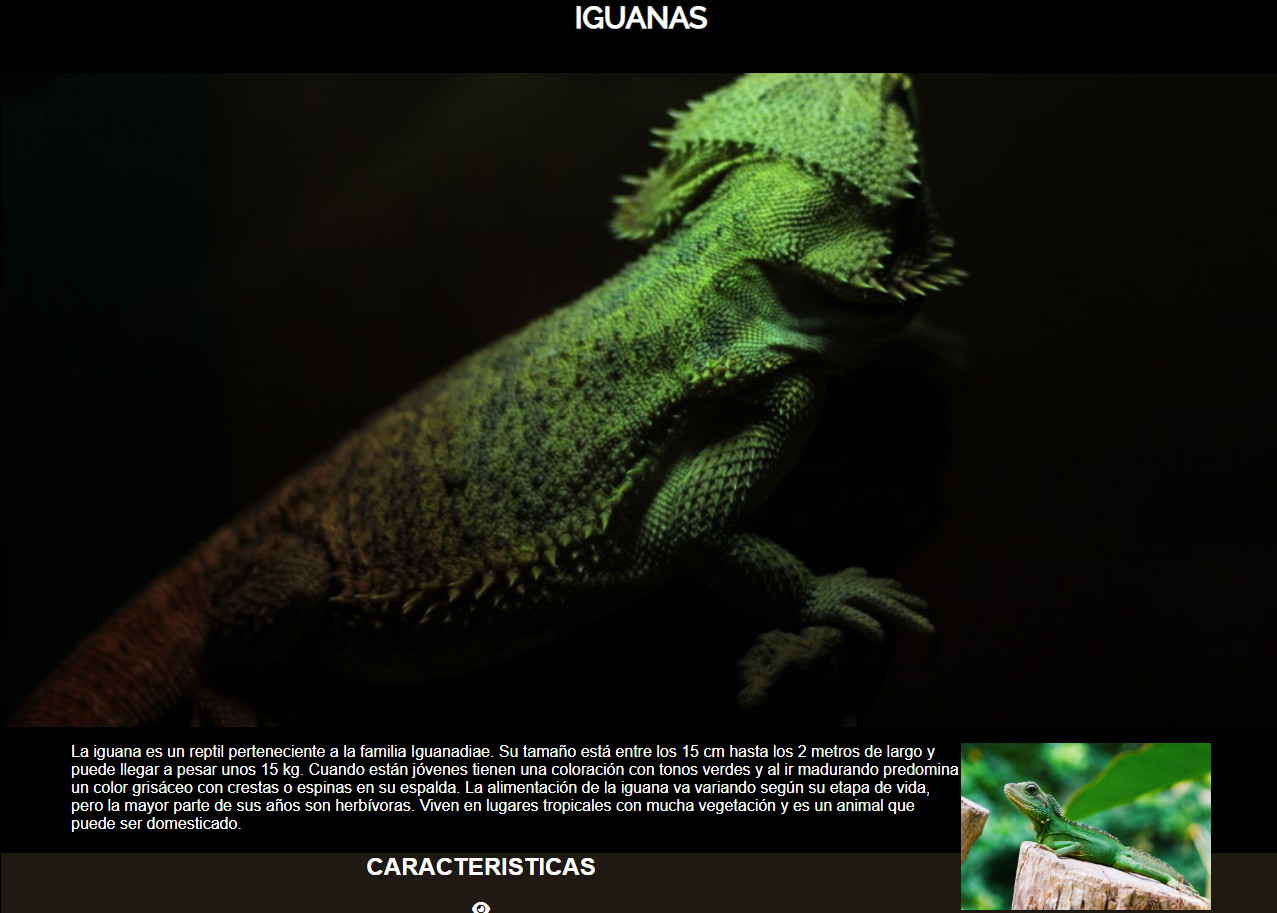 IGUANAS
La iguana es un reptil perteneciente a la familia Iguanadiae. Su tamaño está entre los 15 cm hasta los 2 metros de largo y
puede llegar a pesar unos 15 kg. Cuando están jóvenes tienen una coloración con tonos verdes y al ir madurando predomina
un color grisáceo con crestas o espinas en su espalda. La alimentación de la iguana va variando según su etapa de vida,
pero la mayor parte de sus años son herbívoras. Viven en lugares tropicales con mucha vegetación y es un animal que
puede ser domesticado.
CARACTERISTICAS